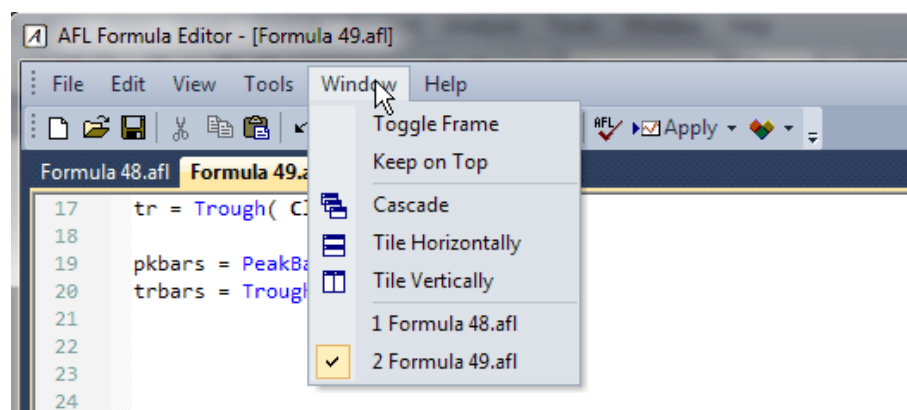 AFL Formula Editor - [Formula 49.afl]
File Edit View Tools Window Help
Toggle Frame
AFL Apply
Keep on Top
Formula 48.afl Formula 49.a
17 tr = Trough( Cl
Cascade
18
Tile Horizontally
19 pkbars = PeakBa
20 trbars = Trough
Tile Vertically
21
1 Formula 48.afl
22
2 Formula 49.afl
23
24